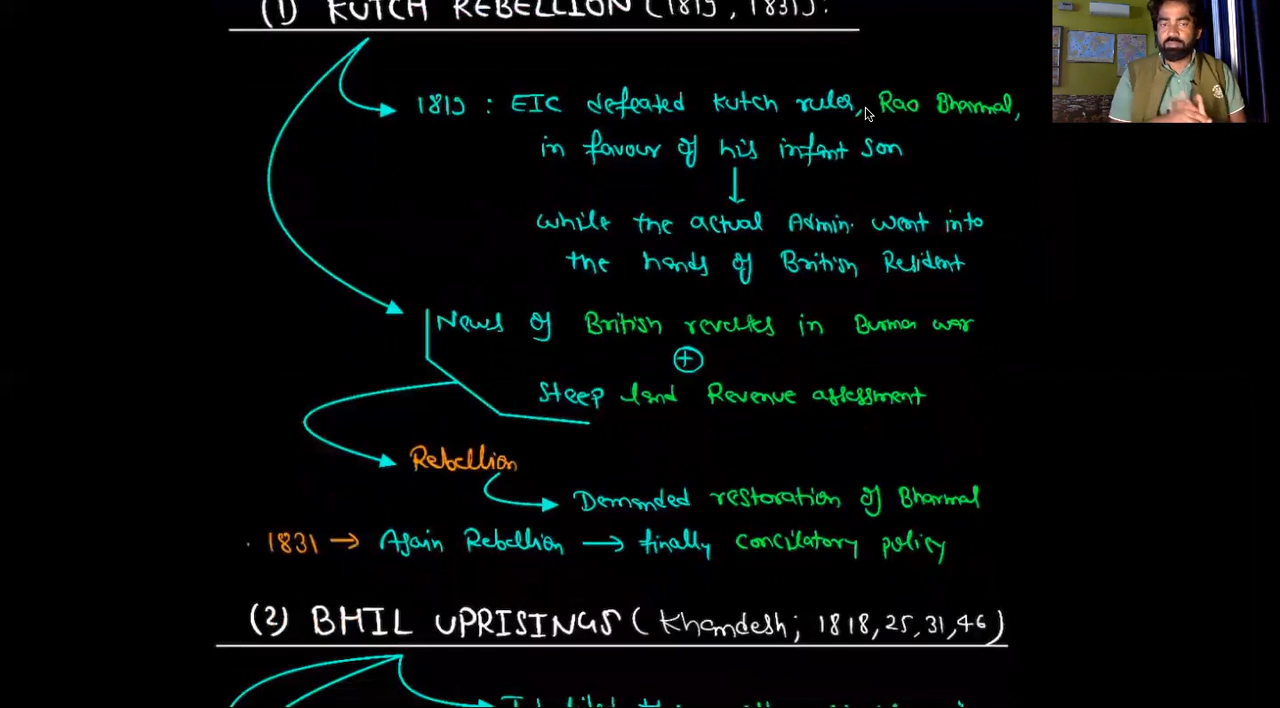 (1) KUTCH REBELLION (1819, 1831):
1819 : EIC defeated Kutch ruler, Rao Bharmal,
in favour of his infant son
while the actual Admin. went into
the hands of British Resident
News of British reverses in Burma war
+
Steep land Revenue assessment
Rebellion
Demanded restoration of Bharmal
1831 → Again Rebellion → finally concilatory policy
(2) BHIL UPRISINGS (Khandesh; 1818, 25, 31, 46)